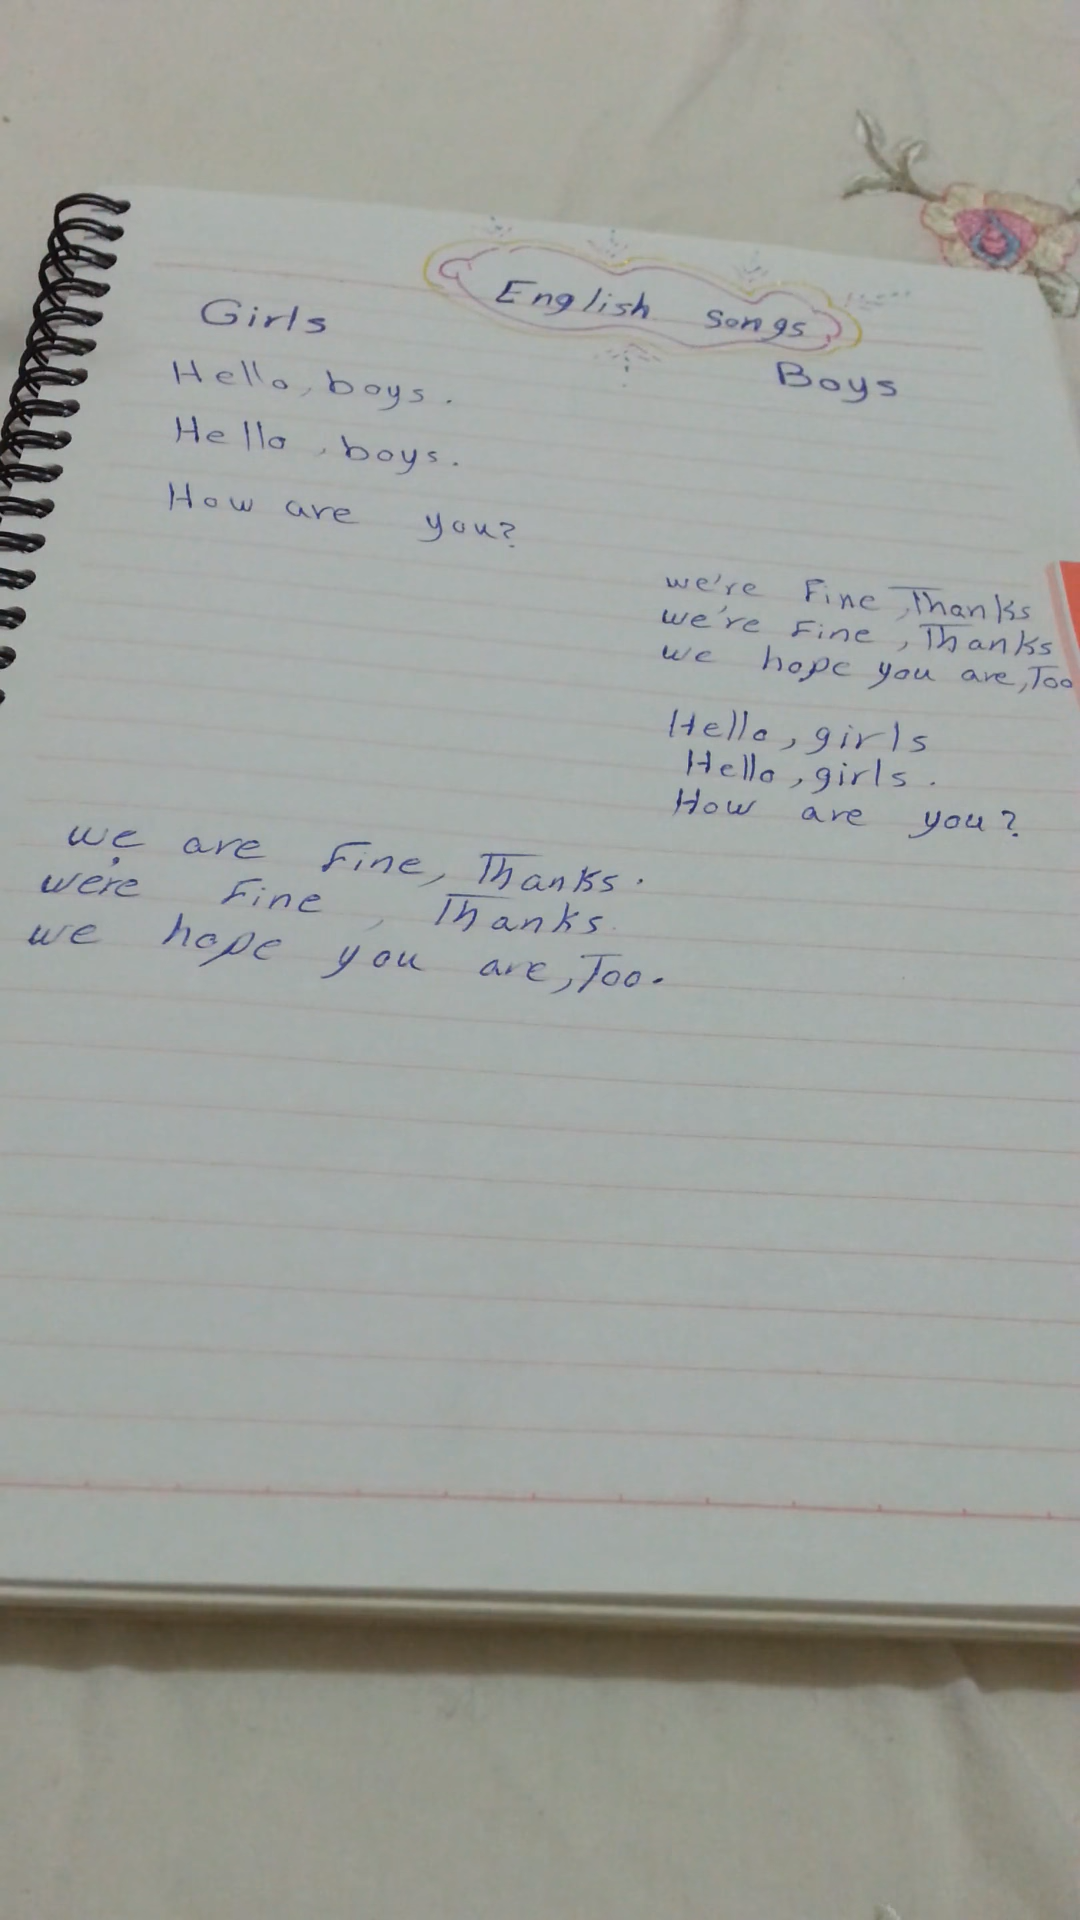 English Songs
Girls
Boys
Hello, boys.
Hello, boys.
How are you?
we're Fine, Thanks
we're Fine, Thanks
we hope you are, Too
Hello, girls
Hello, girls.
How are you?
we are Fine, Thanks.
we're Fine, Thanks.
we hope you are, Too.